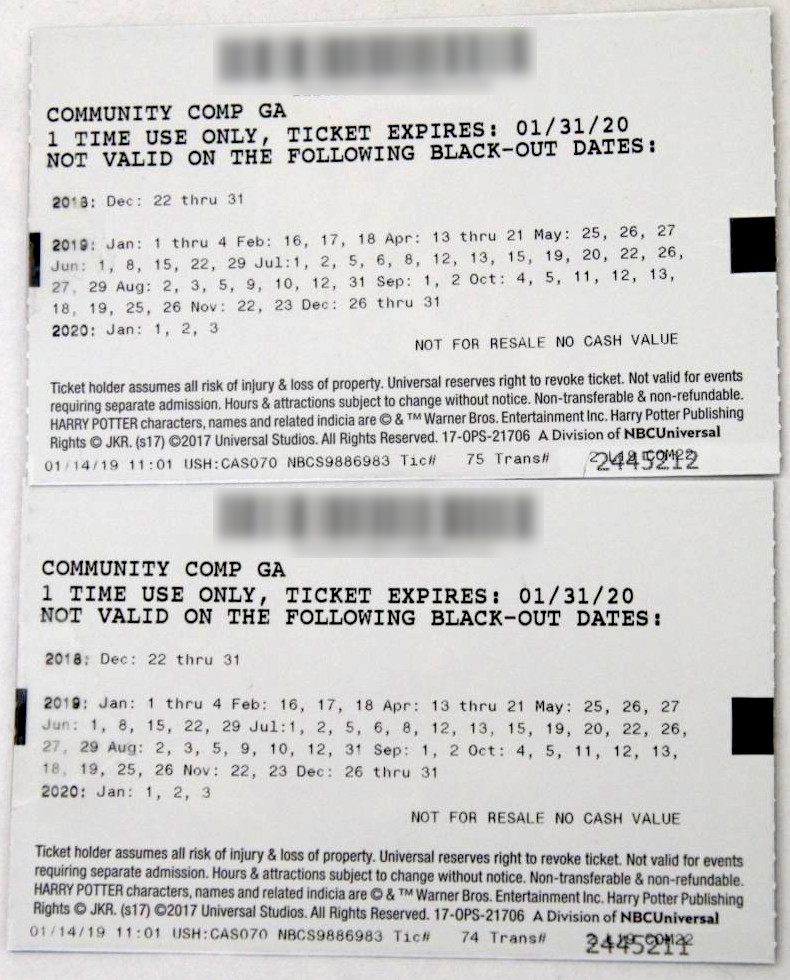 COMMUNITY COMP GA
1 TIME USE ONLY, TICKET EXPIRES: 01/31/20
NOT VALID ON THE FOLLOWING BLACK-OUT DATES:
2018: Dec: 22 thru 31
2019: Jan: 1 thru 4 Feb: 16, 17, 18 Apr: 13 thru 21 May: 25, 26, 27
Jun: 1, 8, 15, 22, 29 Jul:1, 2, 5, 6, 8, 12, 13, 15, 19, 20, 22, 26,
27, 29 Aug: 2, 3, 5, 9, 10, 12, 31 Sep: 1, 2 Oct: 4, 5, 11, 12, 13,
18, 19, 25, 26 Nov: 22, 23 Dec: 26 thru 31
2020: Jan: 1, 2, 3
NOT FOR RESALE NO CASH VALUE
Ticket holder assumes all risk of injury & loss of property. Universal reserves right to revoke ticket. Not valid for events
requiring separate admission. Hours & attractions subject to change without notice. Non-transferable & non-refundable.
HARRY POTTER characters, names and related indicia are © & ™ Warner Bros. Entertainment Inc. Harry Potter Publishing
Rights © JKR. (s17) ©2017 Universal Studios. All Rights Reserved. 17-OPS-21706 A Division of NBCUniversal
01/14/19 11:01 USH:CAS070 NBCS9886983 Tic# 75 Trans# 2445212
COMMUNITY COMP GA
1 TIME USE ONLY, TICKET EXPIRES: 01/31/20
NOT VALID ON THE FOLLOWING BLACK-OUT DATES:
2018: Dec: 22 thru 31
2019: Jan: 1 thru 4 Feb: 16, 17, 18 Apr: 13 thru 21 May: 25, 26, 27
Jun: 1, 8, 15, 22, 29 Jul:1, 2, 5, 6, 8, 12, 13, 15, 19, 20, 22, 26,
27, 29 Aug: 2, 3, 5, 9, 10, 12, 31 Sep: 1, 2 Oct: 4, 5, 11, 12, 13,
18, 19, 25, 26 Nov: 22, 23 Dec: 26 thru 31
2020: Jan: 1, 2, 3
NOT FOR RESALE NO CASH VALUE
Ticket holder assumes all risk of injury & loss of property. Universal reserves right to revoke ticket. Not valid for events
requiring separate admission. Hours & attractions subject to change without notice. Non-transferable & non-refundable.
HARRY POTTER characters, names and related indicia are © & ™ Warner Bros. Entertainment Inc. Harry Potter Publishing
Rights © JKR. (s17) ©2017 Universal Studios. All Rights Reserved. 17-OPS-21706 A Division of NBCUniversal
01/14/19 11:01 USH:CAS070 NBCS9886983 Tic# 74 Trans# 2445211